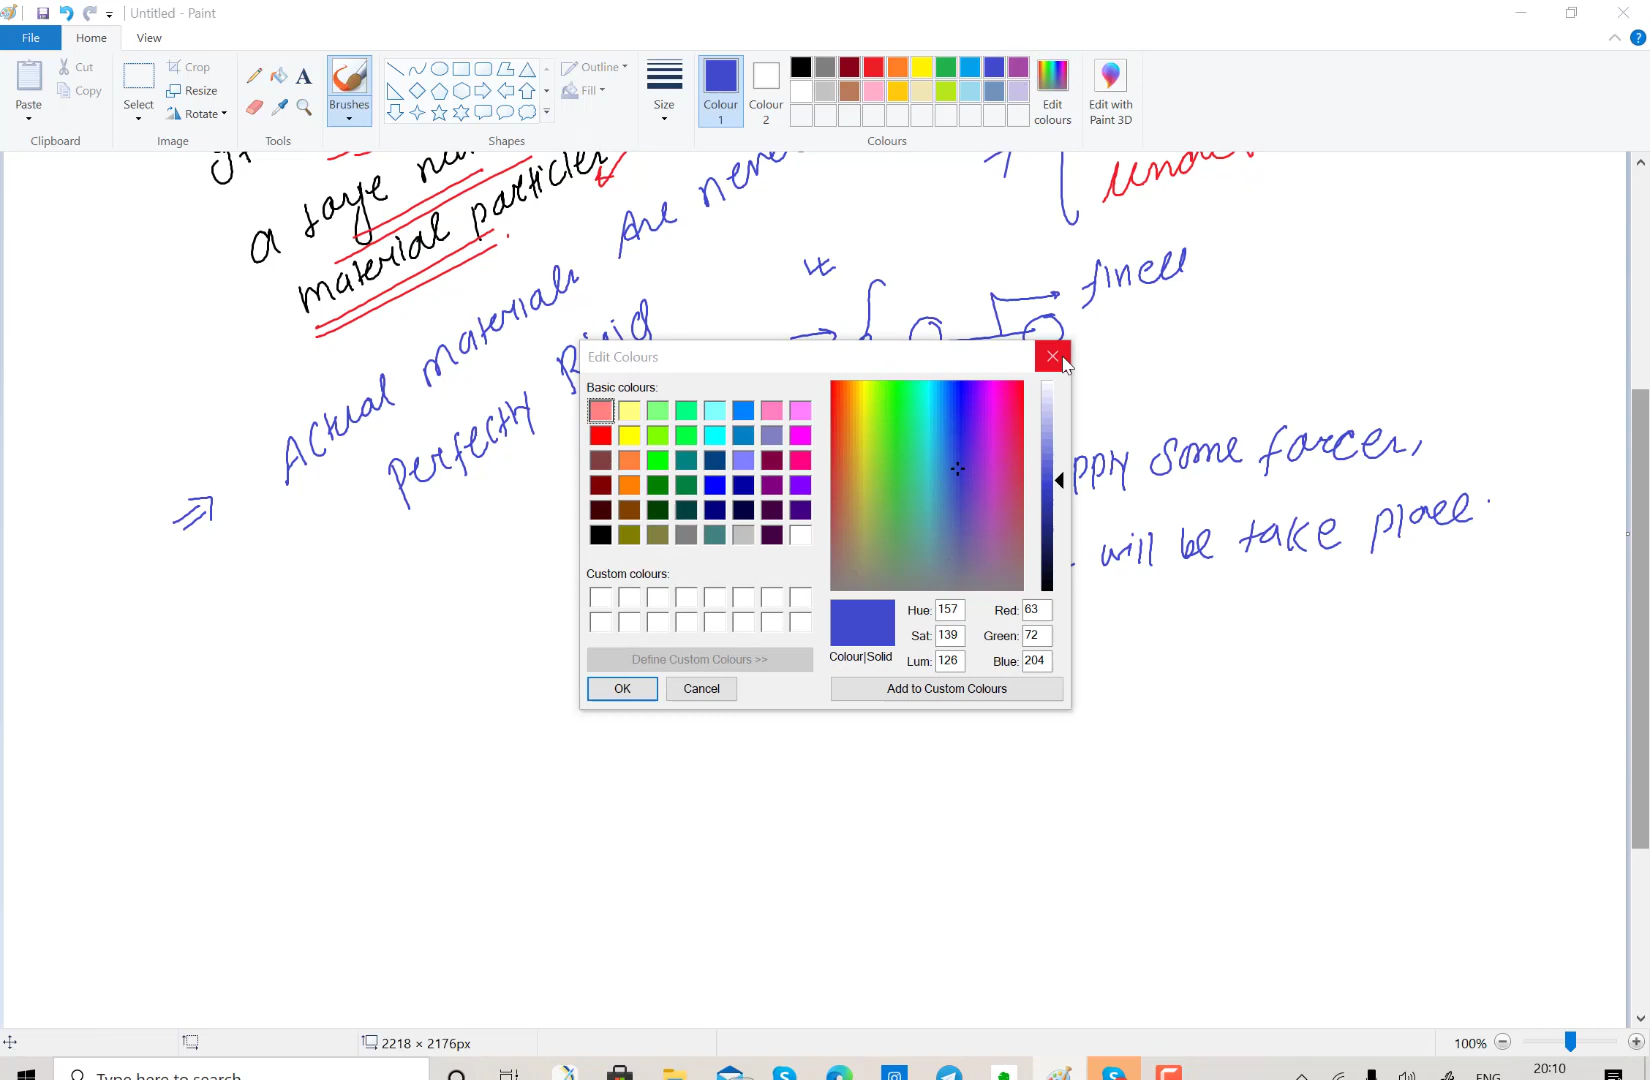 Untitled - Paint
File
Home
View
Paste
Cut
Copy
Clipboard
Select
Crop
Resize
Rotate
Image
Tools
Brushes
Shapes
Outline
Fill
Size
Colour 1
Colour 2
Edit colours
Edit with Paint 3D
Colours
a large
material particles.
Actual materials Are
perfectly
finell
some forces,
will be take place.
Edit Colours
Basic colours:
Custom colours:
Define Custom Colours >>
OK
Cancel
Colour|Solid
Hue: 157
Sat: 139
Lum: 126
Red: 63
Green: 72
Blue: 204
Add to Custom Colours
2218 × 2176px
100%
Type here to search
ENG
20:10